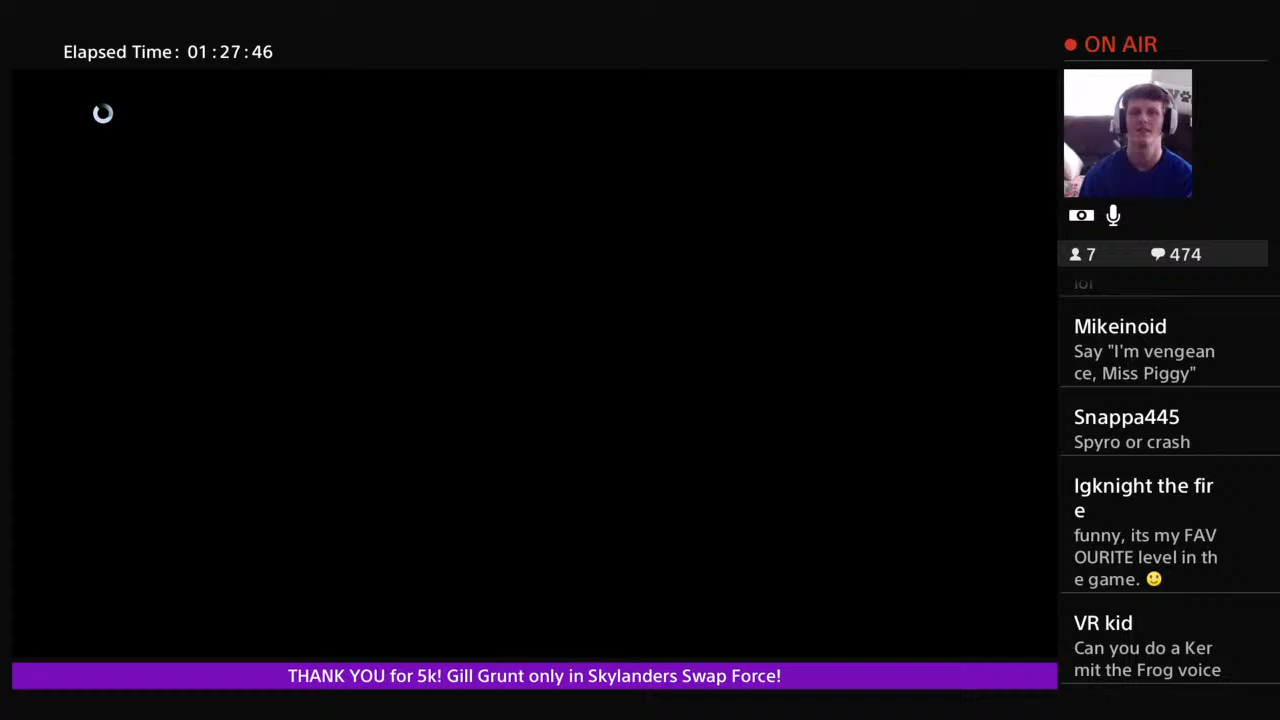 Elapsed Time: 01:27:46
ON AIR
7 474
lol
Mikeinoid
Say "I'm vengean
ce, Miss Piggy"
Snappa445
Spyro or crash
Igknight the fir
e
funny, its my FAV
OURITE level in th
e game. 🙂
VR kid
Can you do a Ker
mit the Frog voice
THANK YOU for 5k! Gill Grunt only in Skylanders Swap Force!